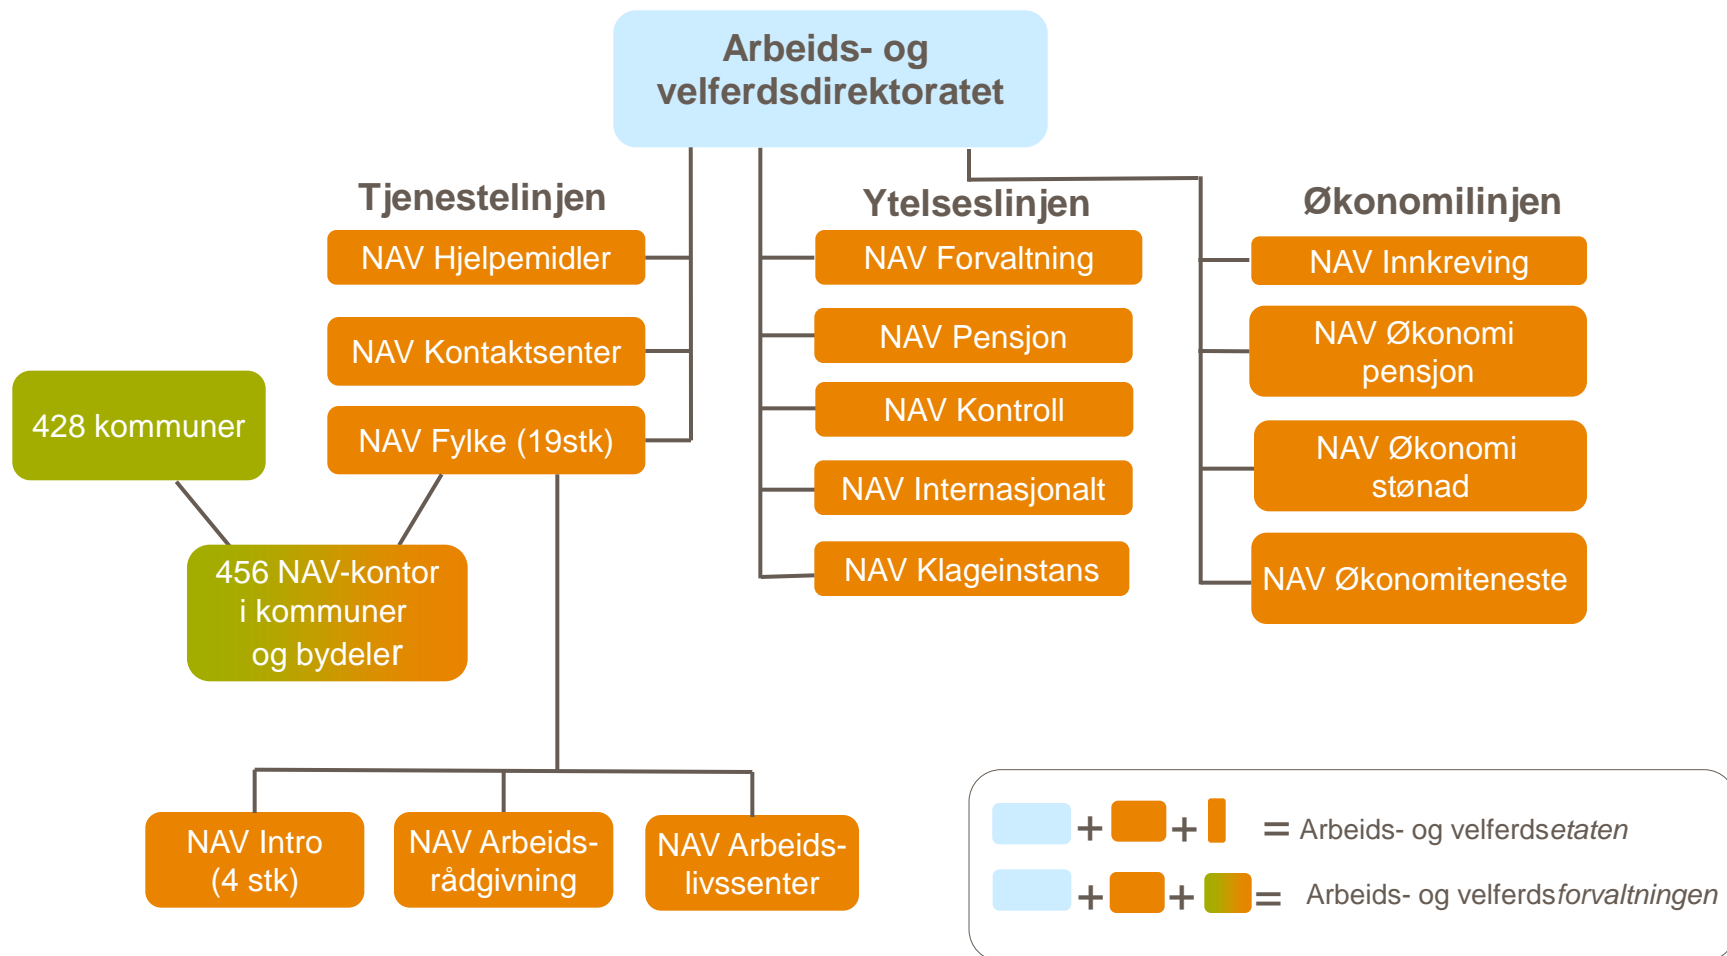 Arbeids- og
velferdsdirektoratet
Tjenestelinjen
NAV Hjelpemidler
NAV Kontaktsenter
NAV Fylke (19stk)
428 kommuner
456 NAV-kontor
i kommuner
og bydeler
NAV Intro
(4 stk)
NAV Arbeids-
rådgivning
NAV Arbeids-
livssenter
Ytelseslinjen
NAV Forvaltning
NAV Pensjon
NAV Kontroll
NAV Internasjonalt
NAV Klageinstans
Økonomilinjen
NAV Innkreving
NAV Økonomi
pensjon
NAV Økonomi
stønad
NAV Økonomiteneste
+ + = Arbeids- og velferdsetaten
+ + = Arbeids- og velferdsforvaltningen